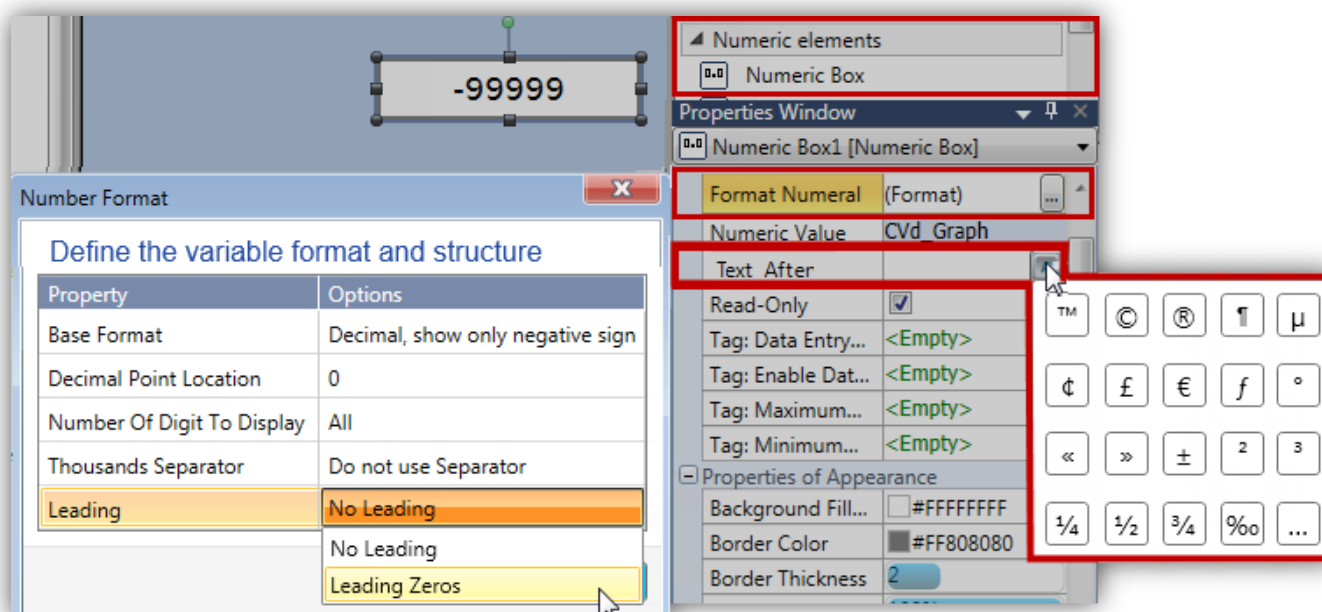 -99999
Numeric elements
Numeric Box
Properties Window
Numeric Box1 [Numeric Box]
Format Numeral (Format) ...
Numeric Value CVd_Graph
Text After
Read-Only
Tag: Data Entry... <Empty>
Tag: Enable Dat... <Empty>
Tag: Maximum... <Empty>
Tag: Minimum... <Empty>
Properties of Appearance
Background Fill... #FFFFFFFF
Border Color #FF808080
Border Thickness 2
™ © ® ¶ µ
¢ £ € ƒ °
« » ± ² ³
¼ ½ ¾ ‰ ...
Number Format
Define the variable format and structure
Property Options
Base Format Decimal, show only negative sign
Decimal Point Location 0
Number Of Digit To Display All
Thousands Separator Do not use Separator
Leading No Leading
No Leading
Leading Zeros